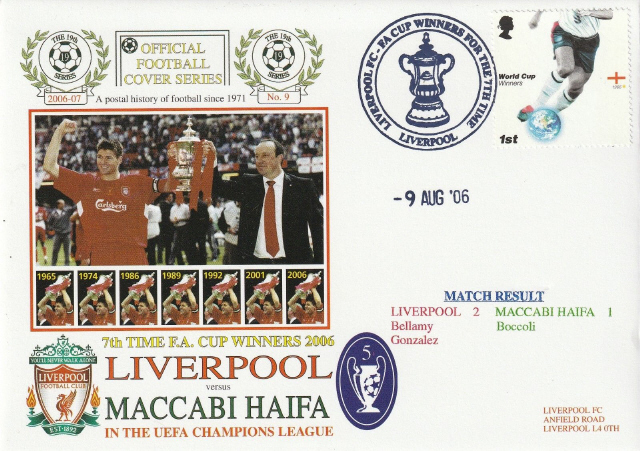 THE 19th
19
SERIES
2006-07
OFFICIAL
FOOTBALL
COVER SERIES
THE 19th
19
SERIES
No. 9
A postal history of football since 1971
LIVERPOOL FC - FA CUP WINNERS FOR THE 7TH TIME
LIVERPOOL
World Cup
Winners
1st
-9 AUG '06
Carlsberg
1965 1974 1986 1989 1992 2001 2006
7th TIME F.A. CUP WINNERS 2006
YOU'LL NEVER WALK ALONE
LIVERPOOL
FOOTBALL CLUB
EST·1892
LIVERPOOL
versus
MACCABI HAIFA
IN THE UEFA CHAMPIONS LEAGUE
5
MATCH RESULT
LIVERPOOL 2 MACCABI HAIFA 1
Bellamy Boccoli
Gonzalez
LIVERPOOL FC
ANFIELD ROAD
LIVERPOOL L4 0TH